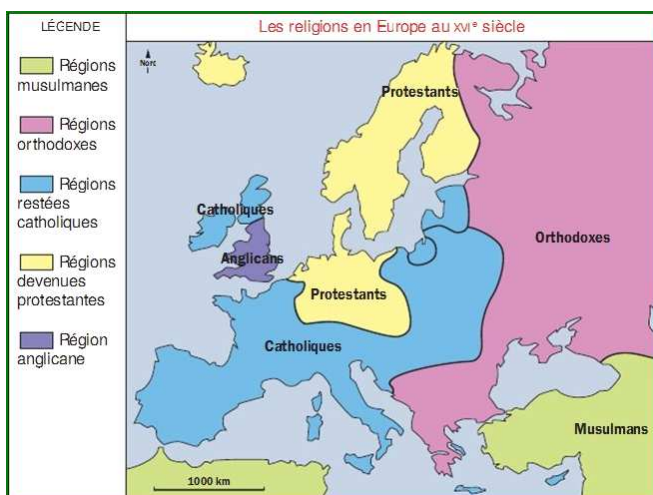 LÉGENDE
Les religions en Europe au XVIe siècle
Régions
musulmanes
Régions
orthodoxes
Régions
restées
catholiques
Régions
devenues
protestantes
Région
anglicane
Nord
Protestants
Catholiques
Anglicans
Orthodoxes
Protestants
Catholiques
Musulmans
1000 km